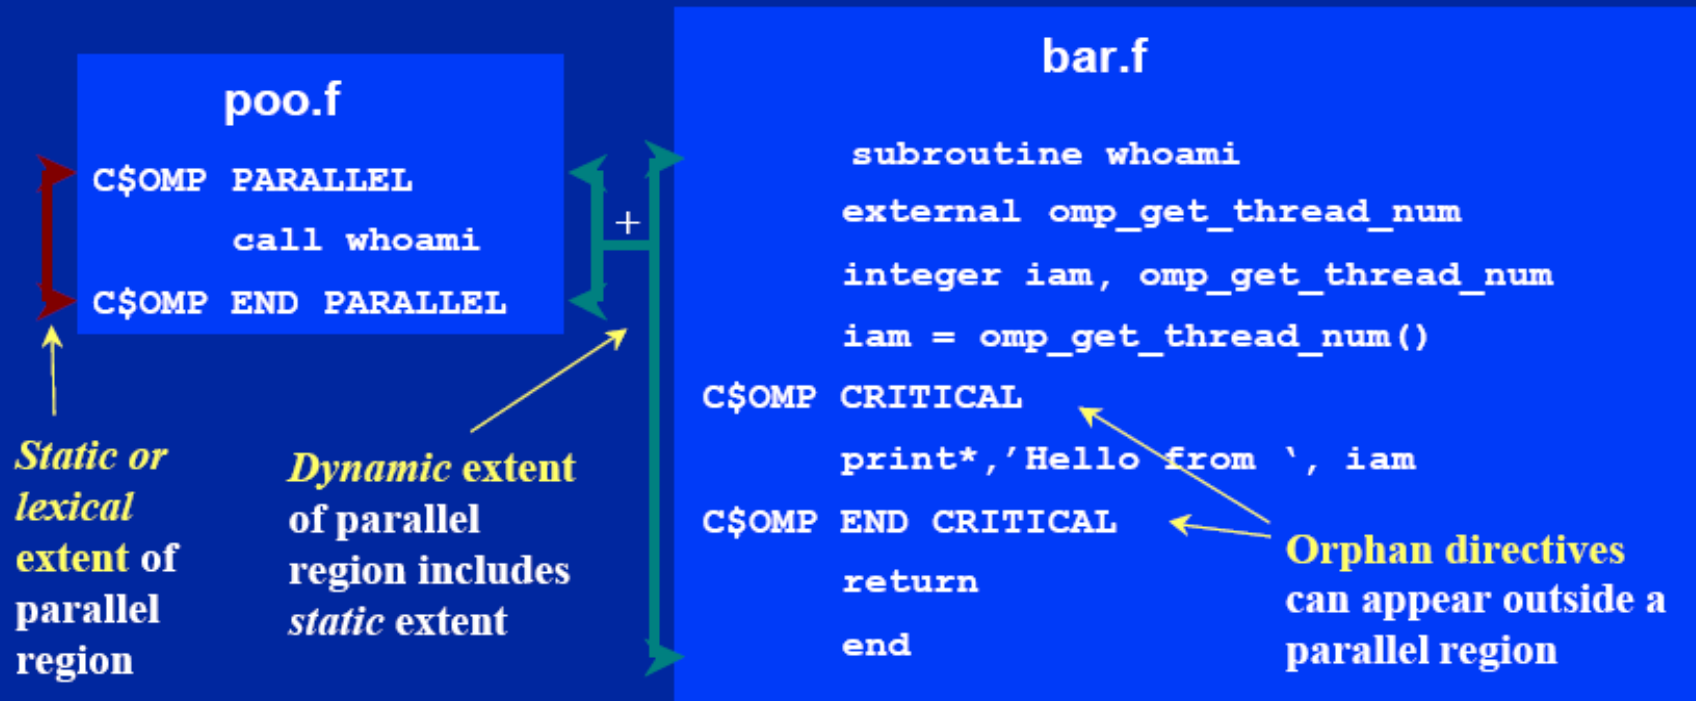 poo.f
C$OMP PARALLEL
call whoami
C$OMP END PARALLEL
+
bar.f
subroutine whoami
external omp_get_thread_num
integer iam, omp_get_thread_num
iam = omp_get_thread_num()
C$OMP CRITICAL
print*,’Hello from ‘, iam
C$OMP END CRITICAL
return
end
Static or
lexical
extent of
parallel
region
Dynamic extent
of parallel
region includes
static extent
Orphan directives
can appear outside a
parallel region